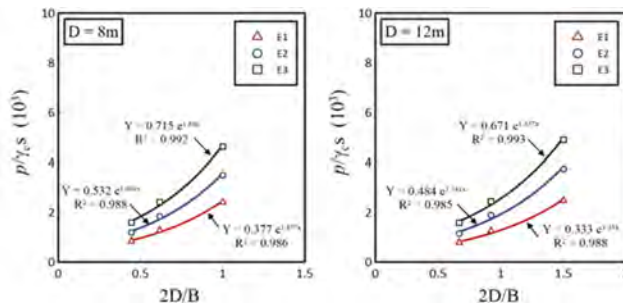 D = 8m
E1
E2
E3
p/γcs (10³)
10
8
6
4
2
0
Y = 0.715
R² = 0.992
Y = 0.532
R² = 0.988
Y = 0.377
R² = 0.986
0 0.5 1 1.5
2D/B
D = 12m
E1
E2
E3
p/γcs (10³)
10
8
6
4
2
0
Y = 0.671
R² = 0.993
Y = 0.484
R² = 0.985
Y = 0.333
R² = 0.988
0 0.5 1 1.5
2D/B